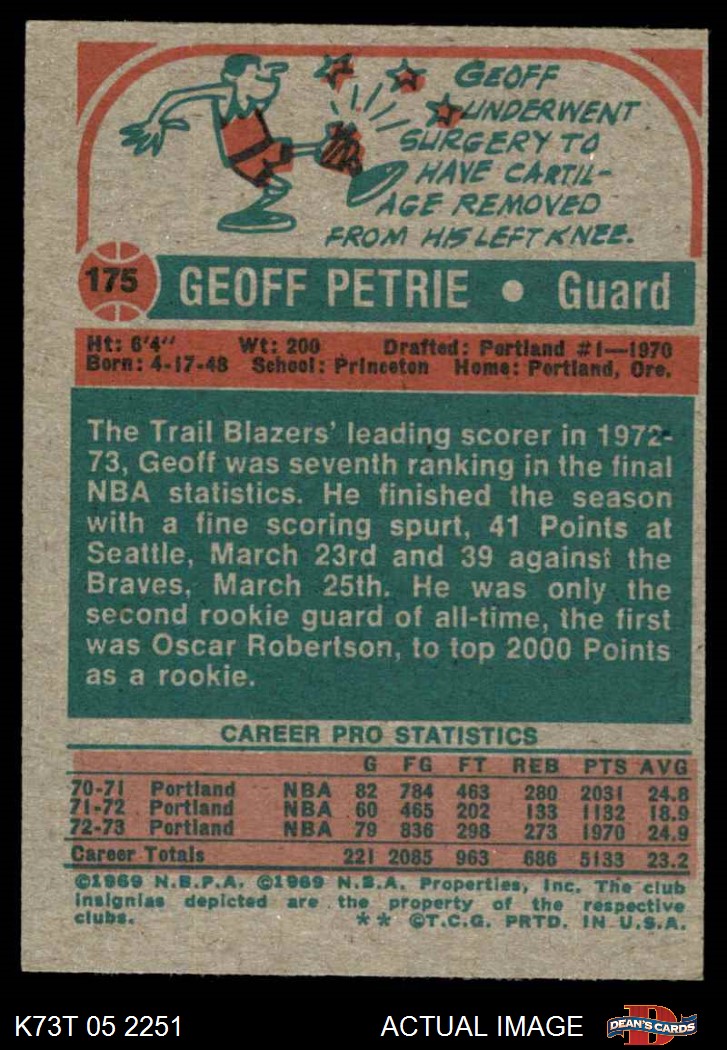 GEOFF
UNDERWENT
SURGERY TO
HAVE CARTIL-
AGE REMOVED
FROM HIS LEFT KNEE.
175 GEOFF PETRIE • Guard
Ht: 6'4" Wt: 200 Drafted: Portland #1—1970
Born: 4-17-48 School: Princeton Home: Portland, Ore.
The Trail Blazers' leading scorer in 1972-
73, Geoff was seventh ranking in the final
NBA statistics. He finished the season
with a fine scoring spurt, 41 Points at
Seattle, March 23rd and 39 against the
Braves, March 25th. He was only the
second rookie guard of all-time, the first
was Oscar Robertson, to top 2000 Points
as a rookie.
CAREER PRO STATISTICS
G FG FT REB PTS AVG
70-71 Portland NBA 82 784 463 280 2031 24.8
71-72 Portland NBA 60 465 202 133 1132 18.9
72-73 Portland NBA 79 836 298 273 1970 24.9
Career Totals 221 2085 963 686 5133 23.2
©1969 N.B.P.A. ©1969 N.B.A. Properties, Inc. The club
insignias depicted are the property of the respective
clubs. ** ©T.C.G. PRTD. IN U.S.A.
K73T 05 2251 ACTUAL IMAGE D DEAN'S CARDS